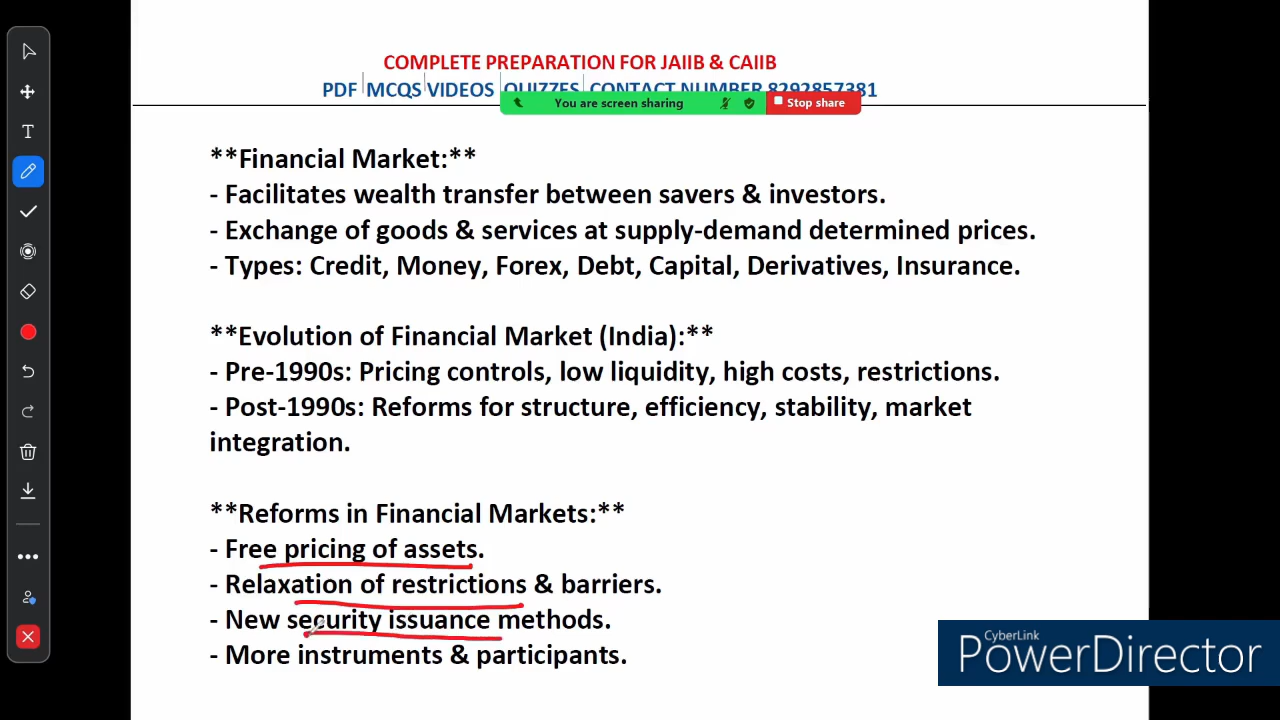 COMPLETE PREPARATION FOR JAIIB & CAIIB
PDF MCQS VIDEOS QUIZZES CONTACT NUMBER 8292857381
You are screen sharing Stop share
**Financial Market:**
- Facilitates wealth transfer between savers & investors.
- Exchange of goods & services at supply-demand determined prices.
- Types: Credit, Money, Forex, Debt, Capital, Derivatives, Insurance.
**Evolution of Financial Market (India):**
- Pre-1990s: Pricing controls, low liquidity, high costs, restrictions.
- Post-1990s: Reforms for structure, efficiency, stability, market
integration.
**Reforms in Financial Markets:**
- Free pricing of assets.
- Relaxation of restrictions & barriers.
- New security issuance methods.
- More instruments & participants.
T
CyberLink
PowerDirector